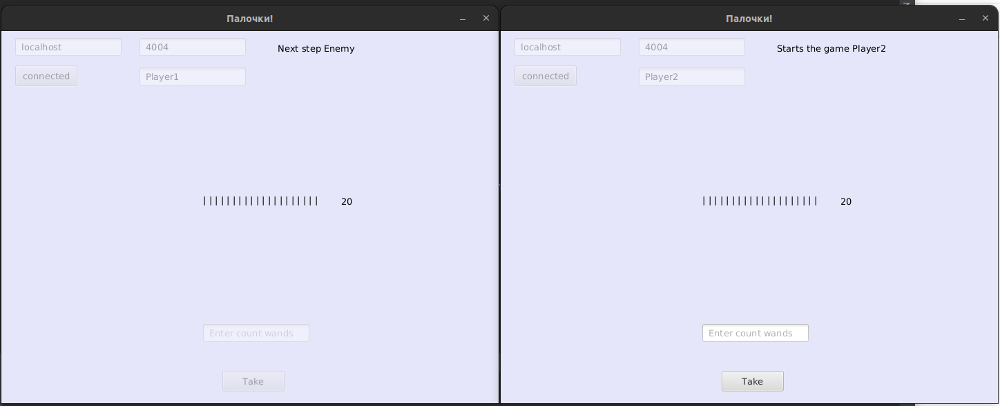 Палочки!
localhost
4004
Next step Enemy
connected
Player1
|||||||||||||||||||| 20
Enter count wands
Take
Палочки!
localhost
4004
Starts the game Player2
connected
Player2
|||||||||||||||||||| 20
Enter count wands
Take